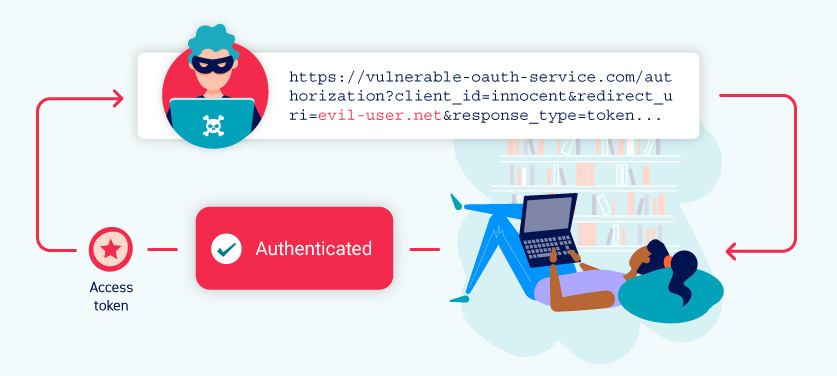 https://vulnerable-oauth-service.com/aut
horization?client_id=innocent&redirect_u
ri=evil-user.net&response_type=token...
Authenticated
Access
token